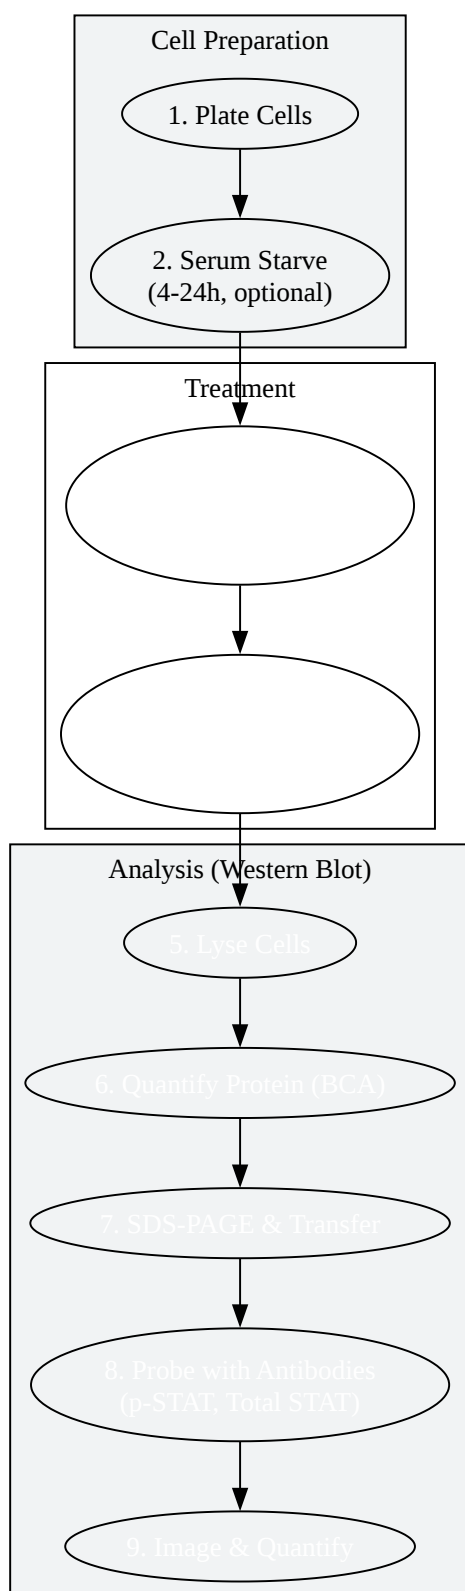 Cell Preparation
1. Plate Cells
2. Serum Starve
(4-24h, optional)
Treatment
Analysis (Western Blot)
5. Lyse Cells
6. Quantify Protein (BCA)
7. SDS-PAGE & Transfer
8. Probe with Antibodies
(p-STAT, Total STAT)
9. Image & Quantify